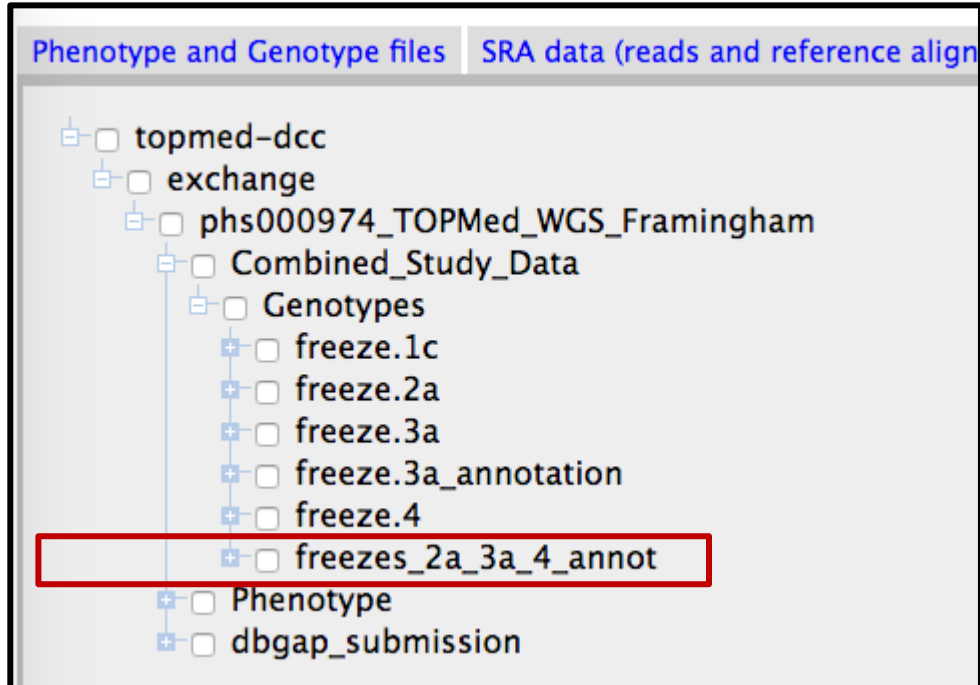 Phenotype and Genotype files SRA data (reads and reference align
topmed-dcc
exchange
phs000974_TOPMed_WGS_Framingham
Combined_Study_Data
Genotypes
freeze.1c
freeze.2a
freeze.3a
freeze.3a_annotation
freeze.4
freezes_2a_3a_4_annot
Phenotype
dbgap_submission